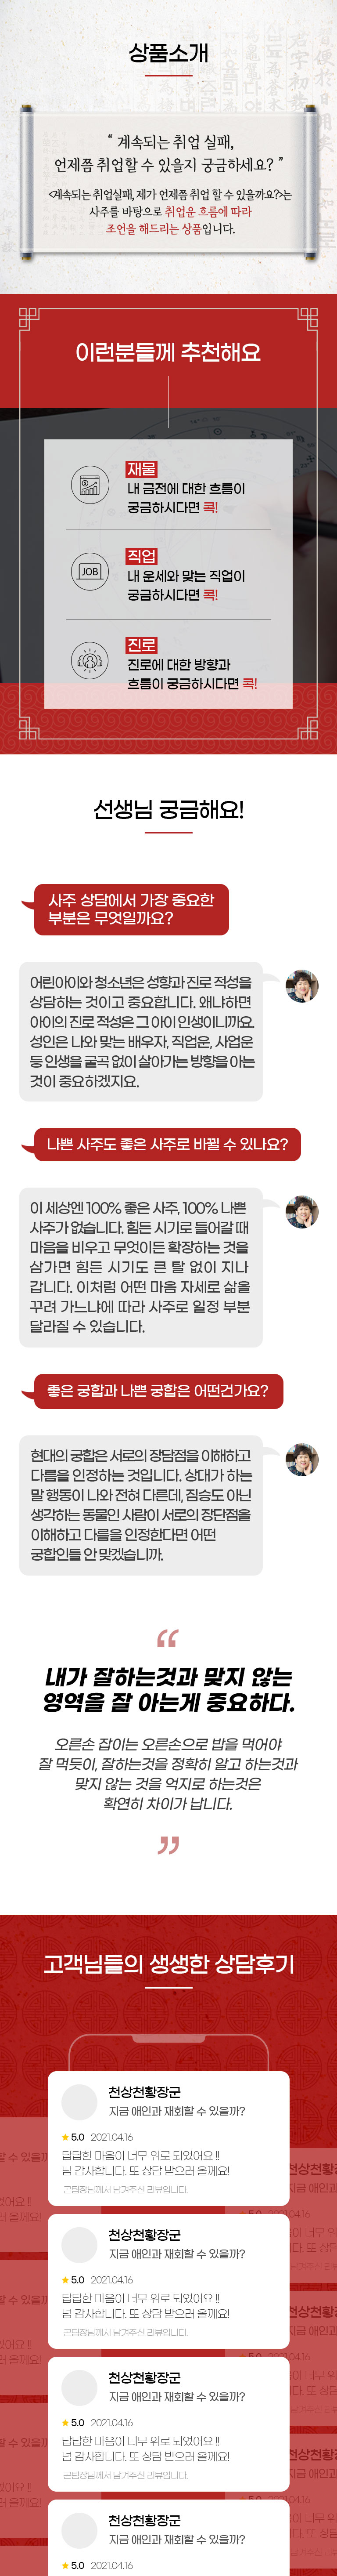 상품소개
“ 계속되는 취업 실패,
언제쯤 취업할 수 있을지 궁금하세요? ”
<계속되는 취업실패, 제가 언제쯤 취업 할 수 있을까요?>는
사주를 바탕으로 취업운 흐름에 따라
조언을 해드리는 상품입니다.
이런분들께 추천해요
재물
내 금전에 대한 흐름이
궁금하시다면 콕!
JOB
직업
내 운세와 맞는 직업이
궁금하시다면 콕!
진로
진로에 대한 방향과
흐름이 궁금하시다면 콕!
선생님 궁금해요!
사주 상담에서 가장 중요한
부분은 무엇일까요?
어린아이와 청소년은 성향과 진로 적성을
상담하는 것이고 중요합니다. 왜냐하면
아이의 진로 적성은 그 아이 인생이니까요.
성인은 나와 맞는 배우자, 직업운, 사업운
등 인생을 굴곡 없이 살아가는 방향을 아는
것이 중요하겠지요.
나쁜 사주도 좋은 사주로 바뀔 수 있나요?
이 세상엔 100% 좋은 사주, 100% 나쁜
사주가 없습니다. 힘든 시기로 들어갈 때
마음을 비우고 무엇이든 확장하는 것을
삼가면 힘든 시기도 큰 탈 없이 지나
갑니다. 이처럼 어떤 마음 자세로 삶을
꾸려 가느냐에 따라 사주로 일정 부분
달라질 수 있습니다.
좋은 궁합과 나쁜 궁합은 어떤건가요?
현대의 궁합은 서로의 장담점을 이해하고
다름을 인정하는 것입니다. 상대가 하는
말 행동이 나와 전혀 다른데, 짐승도 아닌
생각하는 동물인 사람이 서로의 장단점을
이해하고 다름을 인정한다면 어떤
궁합인들 안 맞겠습니까.
“
내가 잘하는것과 맞지 않는
영역을 잘 아는게 중요하다.
오른손 잡이는 오른손으로 밥을 먹어야
잘 먹듯이, 잘하는것을 정확히 알고 하는것과
맞지 않는 것을 억지로 하는것은
확연히 차이가 납니다.
”
고객님들의 생생한 상담후기
천상천황장군
지금 애인과 재회할 수 있을까?
★ 5.0 2021.04.16
답답한 마음이 너무 위로 되었어요 !!
넘 감사합니다. 또 상담 받으러 올께요!
곤팀장님께서 남겨주신 리뷰입니다.
천상천황장군
지금 애인과 재회할 수 있을까?
★ 5.0 2021.04.16
답답한 마음이 너무 위로 되었어요 !!
넘 감사합니다. 또 상담 받으러 올께요!
곤팀장님께서 남겨주신 리뷰입니다.
천상천황장군
지금 애인과 재회할 수 있을까?
★ 5.0 2021.04.16
답답한 마음이 너무 위로 되었어요 !!
넘 감사합니다. 또 상담 받으러 올께요!
곤팀장님께서 남겨주신 리뷰입니다.
천상천황장군
지금 애인과 재회할 수 있을까?
★ 5.0 2021.04.16